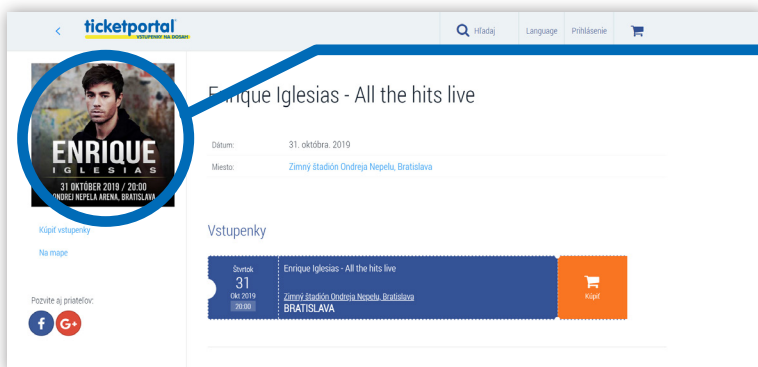 <
ticketportal
VSTUPENKY NA DOSAH
Hľadaj
Language
Prihlásenie
ENRIQUE
IGLESIAS
31 OKTÓBER 2019 / 20:00
ONDREJ NEPELA ARENA, BRATISLAVA
Kúpiť vstupenky
Na mape
Pozvite aj priateľov:
f
G+
Enrique Iglesias - All the hits live
Dátum:
31. októbra. 2019
Miesto:
Zimný štadión Ondreja Nepelu, Bratislava
Vstupenky
Štvrtok
31
Okt 2019
20:00
Enrique Iglesias - All the hits live
Zimný štadión Ondreja Nepelu, Bratislava
BRATISLAVA
Kúpiť